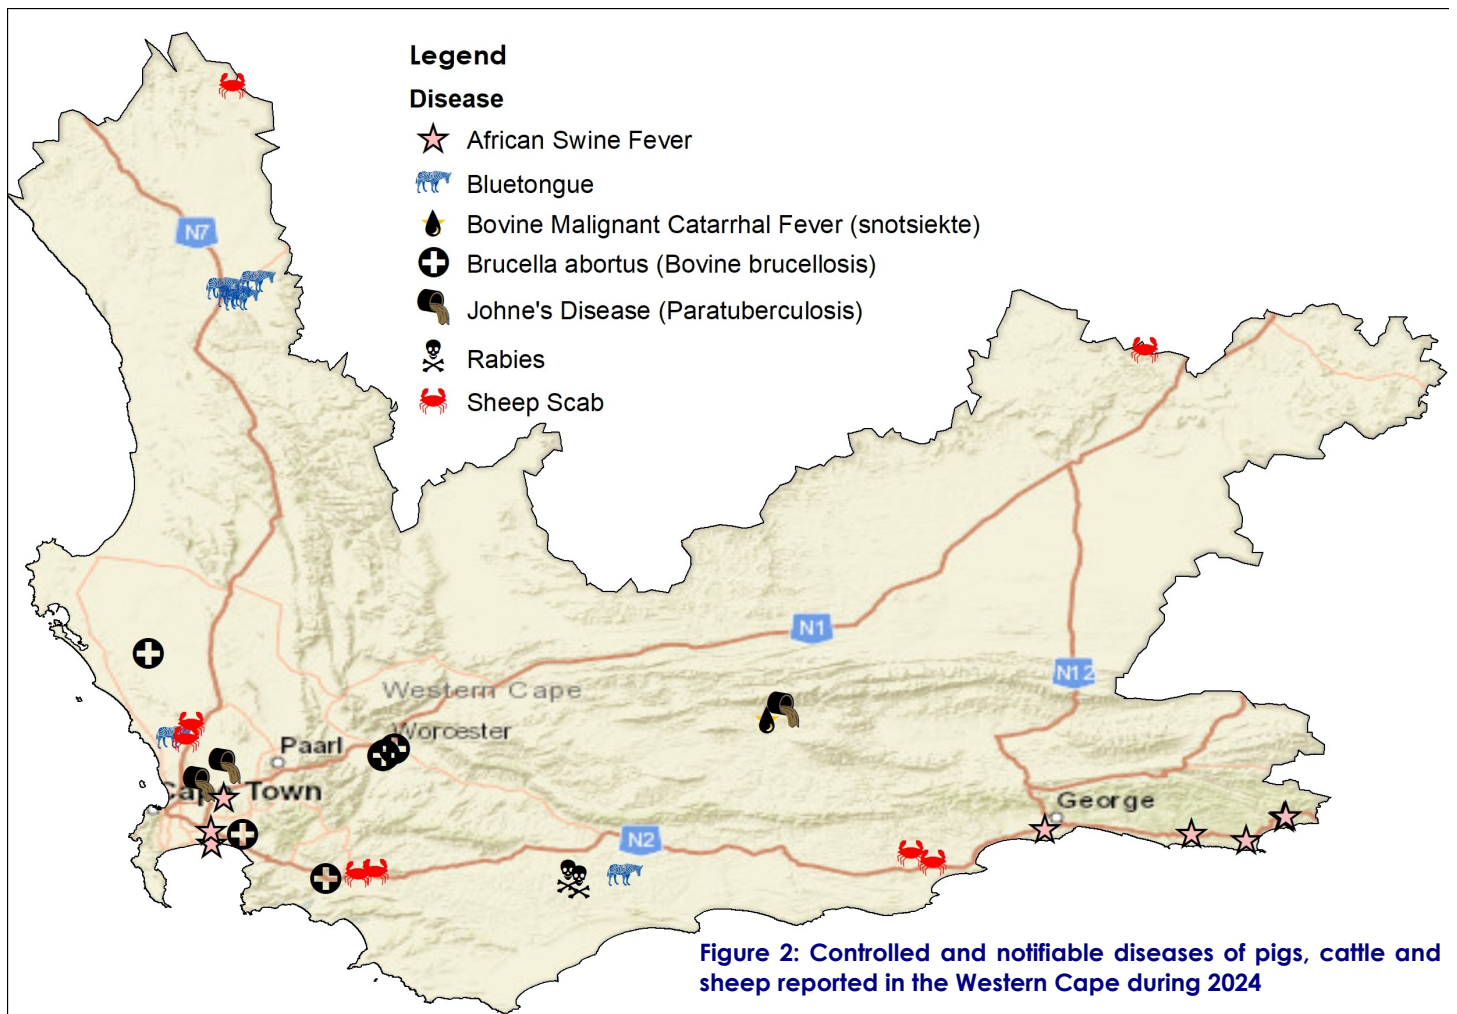 Legend
Disease
African Swine Fever
Bluetongue
Bovine Malignant Catarrhal Fever (snotsiekte)
Brucella abortus (Bovine brucellosis)
Johne's Disease (Paratuberculosis)
Rabies
Sheep Scab
N7
N1
N12
Western Cape
Worcester
Paarl
Cape Town
George
N2
Figure 2: Controlled and notifiable diseases of pigs, cattle and
sheep reported in the Western Cape during 2024